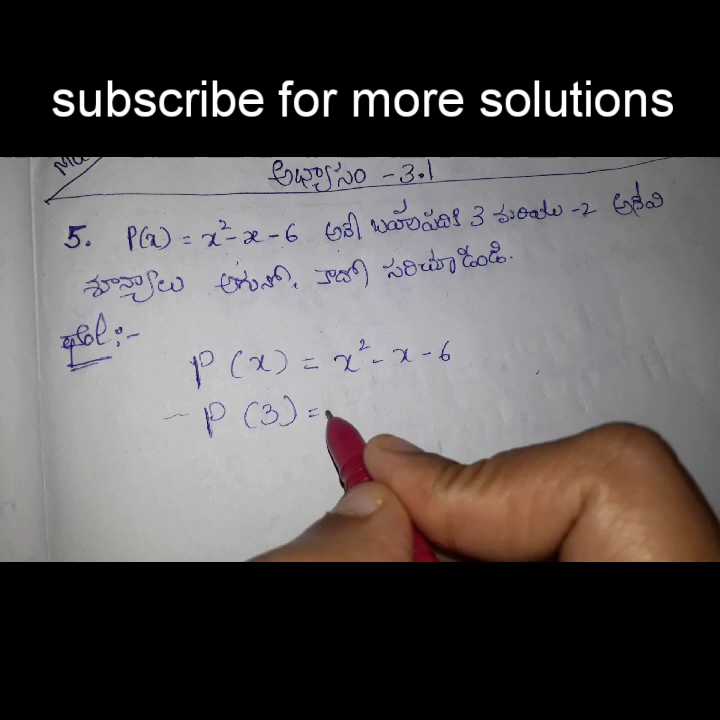 subscribe for more solutions
అభ్యాసం - 3.1
5. P(x) = x² - x - 6 అనే బహుపదికి 3 మరియు -2 అనేవి
శూన్యాలు అగునో, కాదో సరిచూడండి.
P(x) = x² - x - 6
- P(3) =